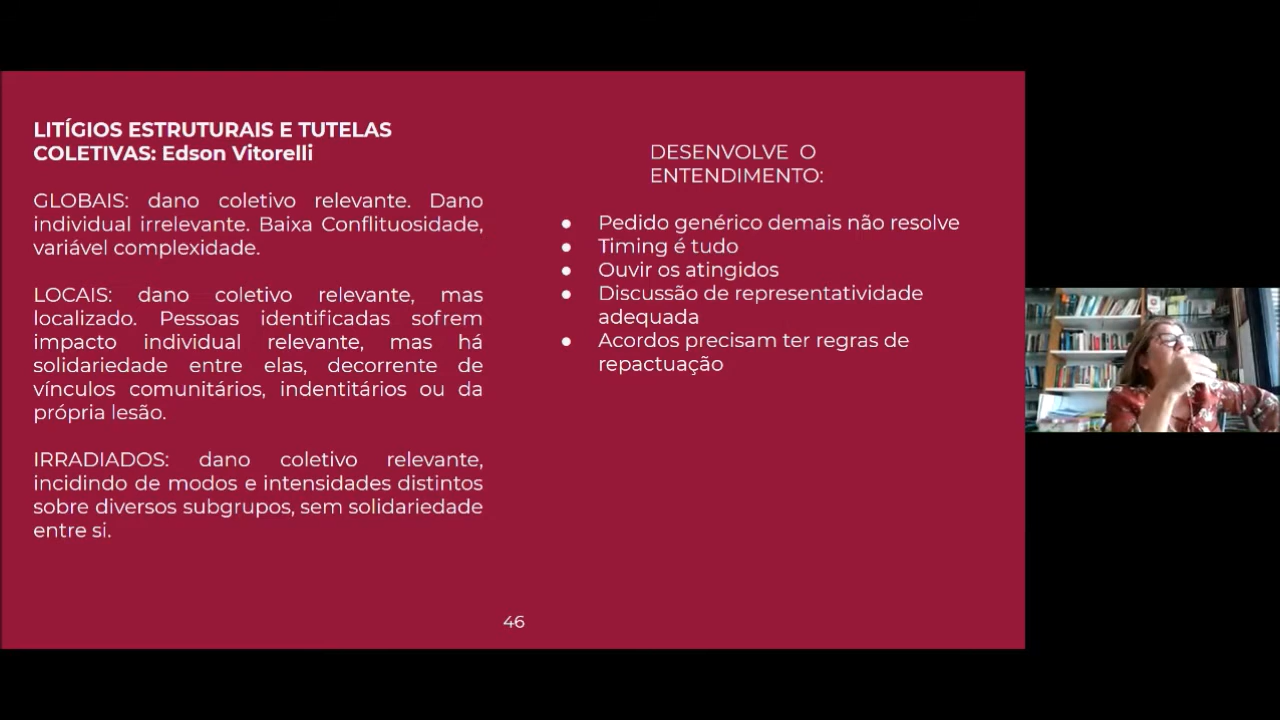 LITÍGIOS ESTRUTURAIS E TUTELAS
COLETIVAS: Edson Vitorelli
GLOBAIS: dano coletivo relevante. Dano
individual irrelevante. Baixa Conflituosidade,
variável complexidade.
LOCAIS: dano coletivo relevante, mas
localizado. Pessoas identificadas sofrem
impacto individual relevante, mas há
solidariedade entre elas, decorrente de
vínculos comunitários, indentitários ou da
própria lesão.
IRRADIADOS: dano coletivo relevante,
incidindo de modos e intensidades distintos
sobre diversos subgrupos, sem solidariedade
entre si.
DESENVOLVE O
ENTENDIMENTO:
● Pedido genérico demais não resolve
● Timing é tudo
● Ouvir os atingidos
● Discussão de representatividade
adequada
● Acordos precisam ter regras de
repactuação
46